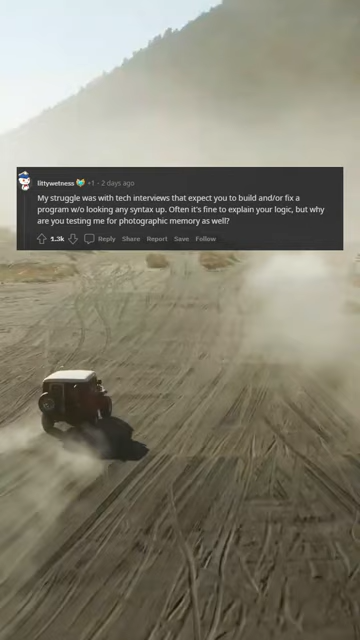 littywetness +1 · 2 days ago
My struggle was with tech interviews that expect you to build and/or fix a
program w/o looking any syntax up. Often it's fine to explain your logic, but why
are you testing me for photographic memory as well?
1.3k Reply Share Report Save Follow